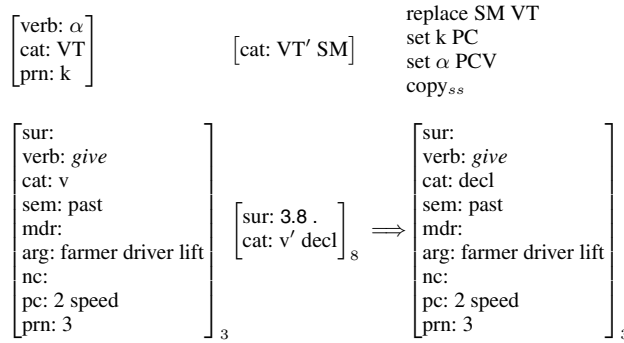 verb: α
cat: VT
prn: k
cat: VT′ SM
replace SM VT
set k PC
set α PCV
copyss
sur:
verb: give
cat: v
sem: past
mdr:
arg: farmer driver lift
nc:
pc: 2 speed
prn: 3
3
sur: 3.8 .
cat: v′ decl
8
⟹
sur:
verb: give
cat: decl
sem: past
mdr:
arg: farmer driver lift
nc:
pc: 2 speed
prn: 3
3